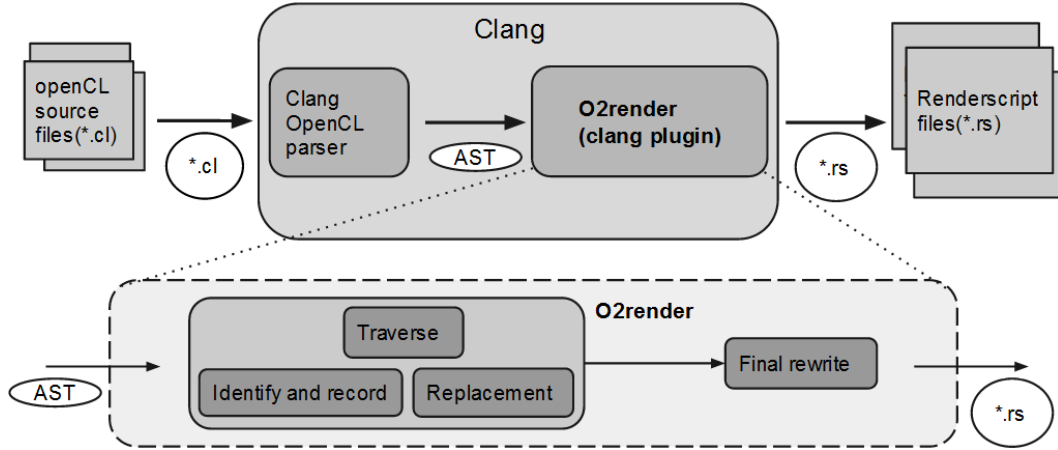 Clang
openCL
source
files(*.cl)
*.cl
Clang
OpenCL
parser
AST
O2render
(clang plugin)
*.rs
Renderscript
files(*.rs)
O2render
Traverse
Identify and record
Replacement
Final rewrite
AST
*.rs